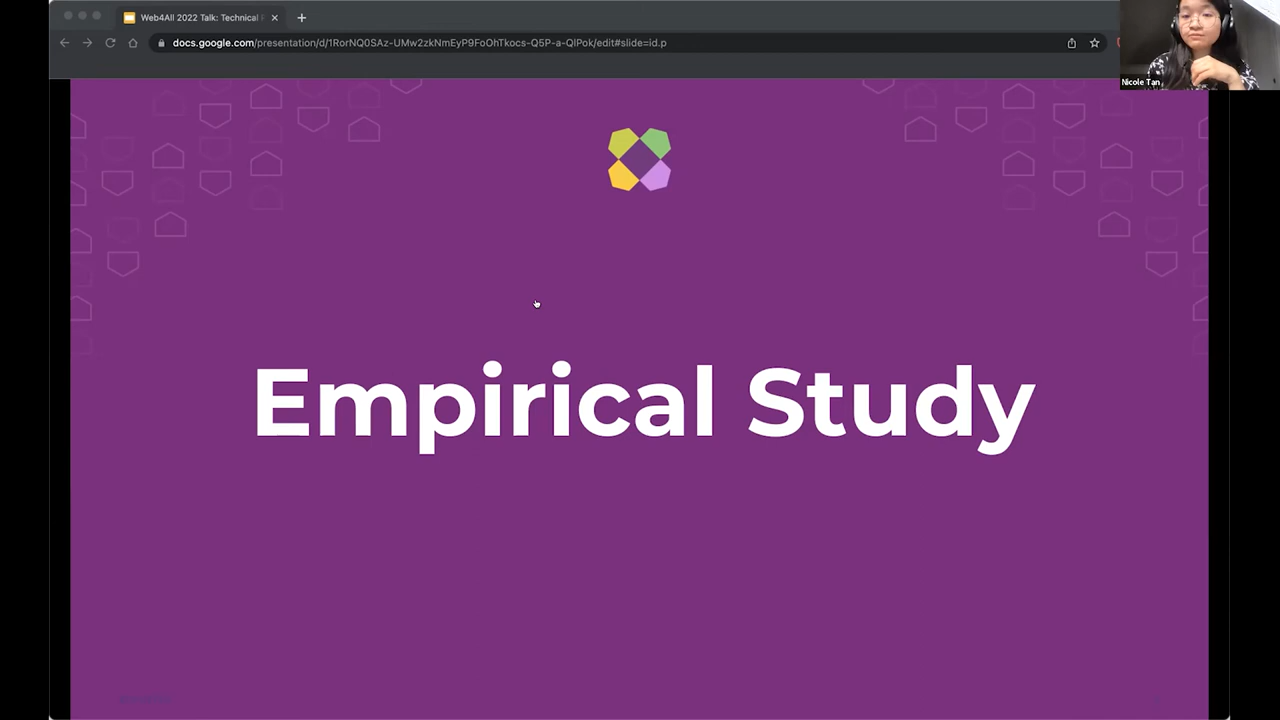 Web4All 2022 Talk: Technical
docs.google.com/presentation/d/1RorNQ0SAz-UMw2zkNmEyP9FoOhTkocs-Q5P-a-QlPok/edit#slide=id.p
Nicole Tan
Empirical Study